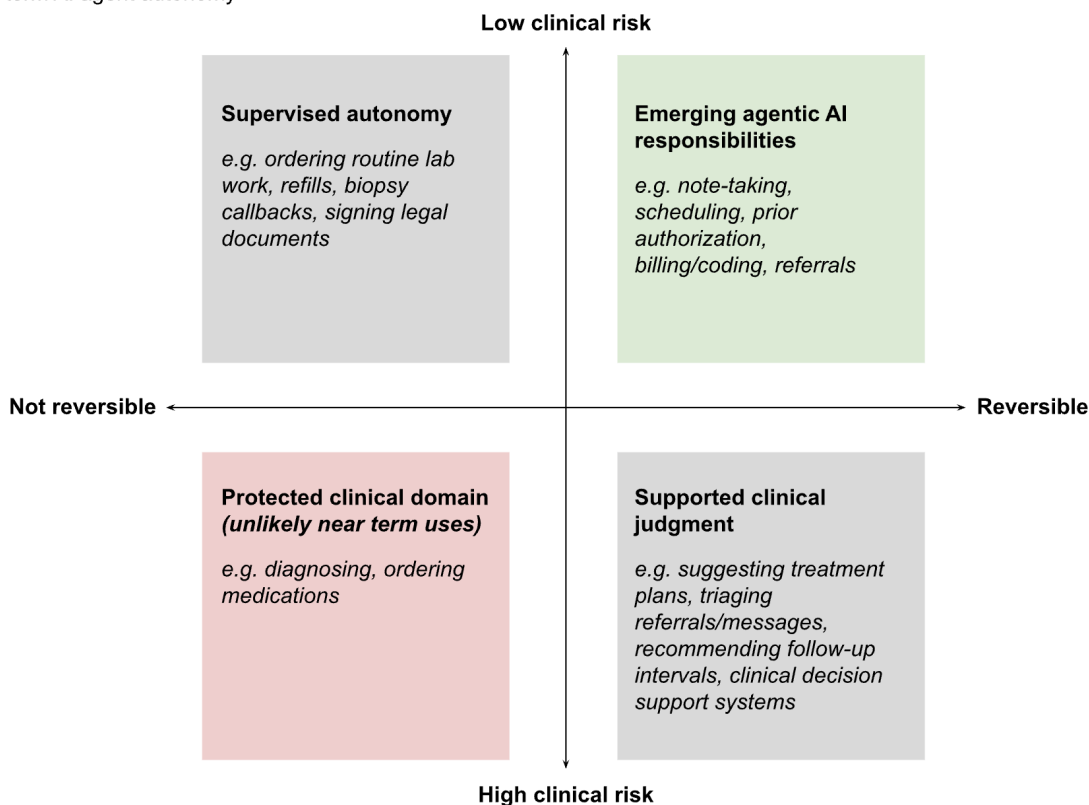 Low clinical risk
Supervised autonomy
e.g. ordering routine lab
work, refills, biopsy
callbacks, signing legal
documents
Emerging agentic AI
responsibilities
e.g. note-taking,
scheduling, prior
authorization,
billing/coding, referrals
Not reversible
Reversible
Protected clinical domain
(unlikely near term uses)
e.g. diagnosing, ordering
medications
Supported clinical
judgment
e.g. suggesting treatment
plans, triaging
referrals/messages,
recommending follow-up
intervals, clinical decision
support systems
High clinical risk